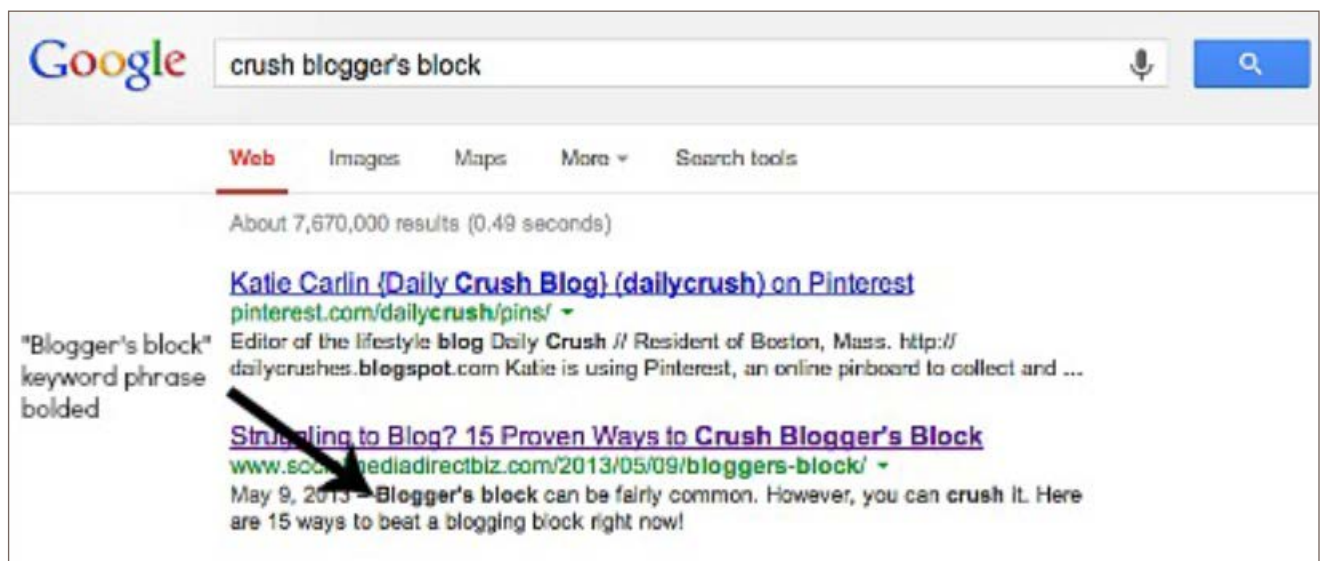 Google crush blogger's block
Web Images Maps More Search tools
About 7,670,000 results (0.49 seconds)
Katie Carlin {Daily Crush Blog} (dailycrush) on Pinterest
pinterest.com/dailycrush/pins/
Editor of the lifestyle blog Daily Crush // Resident of Boston, Mass. http://
dailycrushes.blogspot.com Katie is using Pinterest, an online pinboard to collect and ...
"Blogger's block"
keyword phrase
bolded
Struggling to Blog? 15 Proven Ways to Crush Blogger's Block
www.socialmediadirectbiz.com/2013/05/09/bloggers-block/
May 9, 2013 – Blogger's block can be fairly common. However, you can crush it. Here
are 15 ways to beat a blogging block right now!